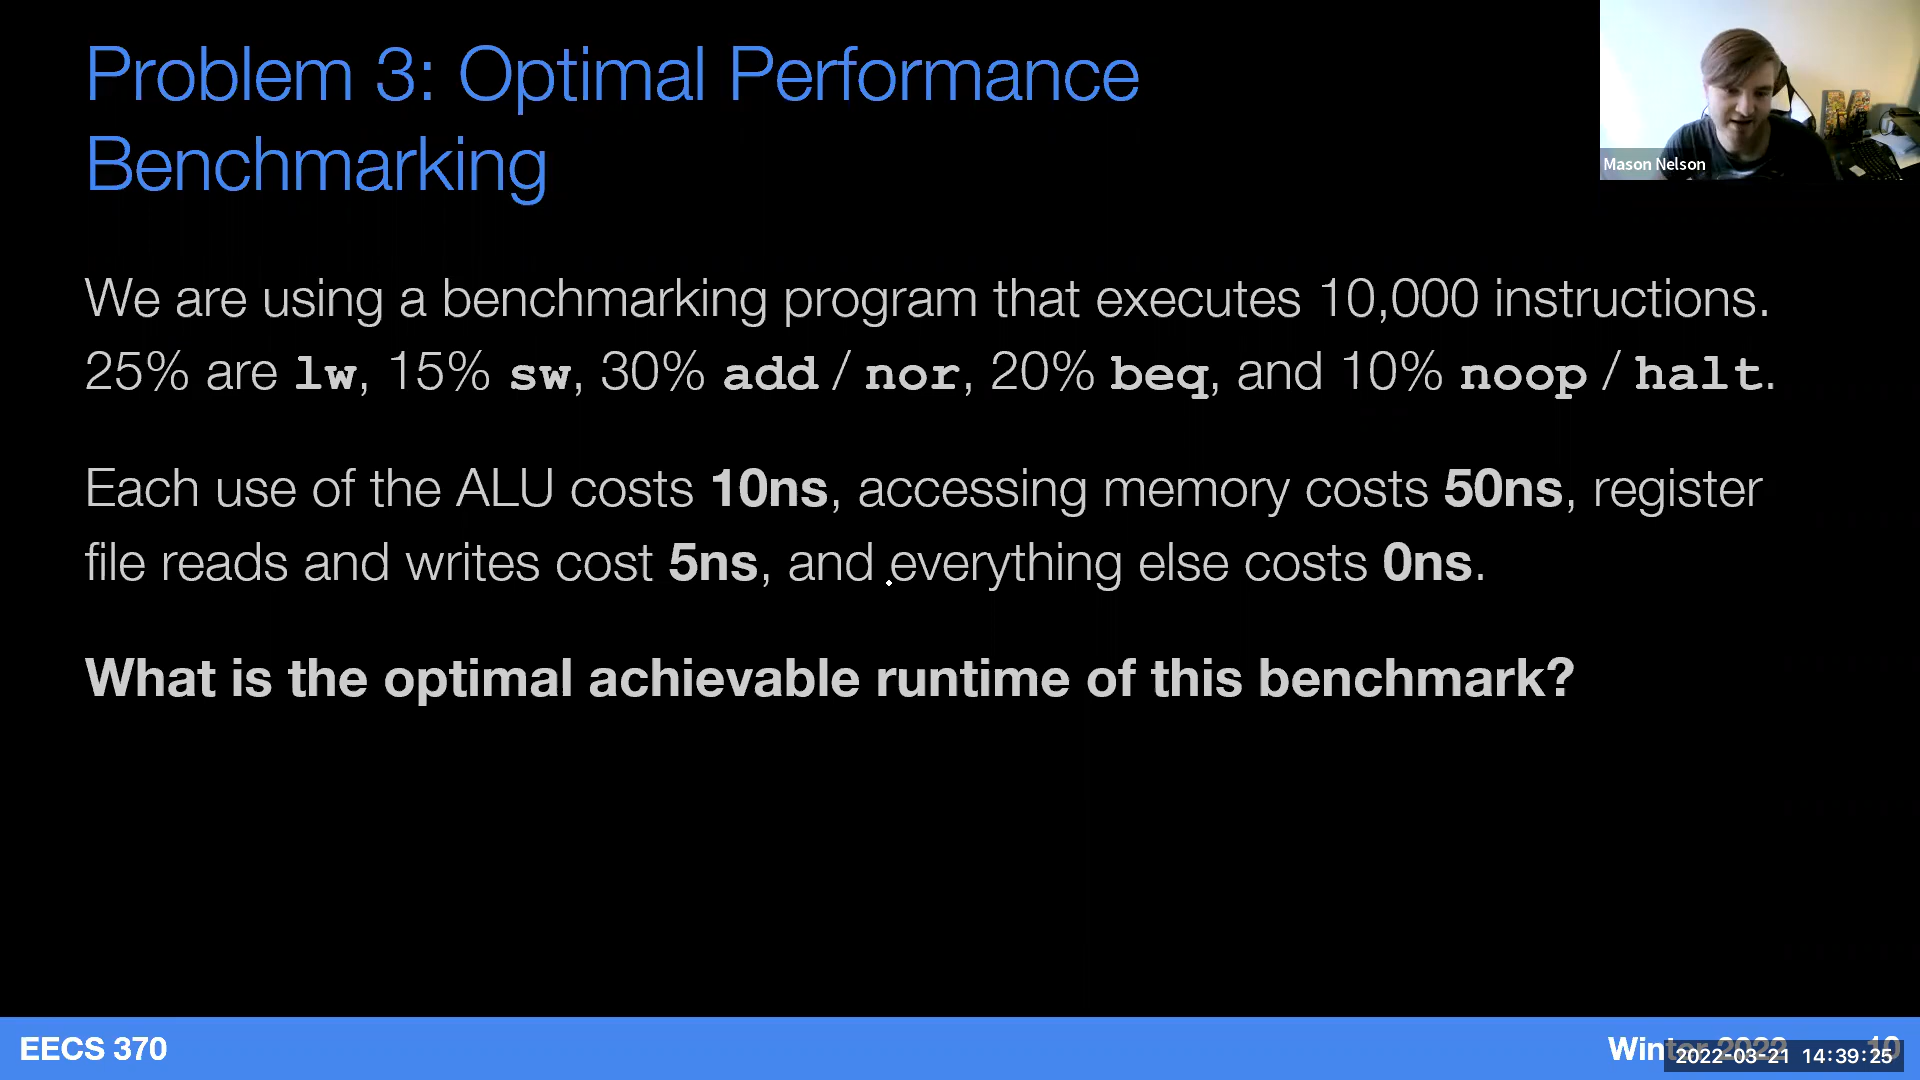 Problem 3: Optimal Performance
Benchmarking
Mason Nelson
We are using a benchmarking program that executes 10,000 instructions.
25% are lw, 15% sw, 30% add / nor, 20% beq, and 10% noop / halt.
Each use of the ALU costs 10ns, accessing memory costs 50ns, register
file reads and writes cost 5ns, and everything else costs 0ns.
What is the optimal achievable runtime of this benchmark?
EECS 370
Winter 2022 10
2022-03-21 14:39:25